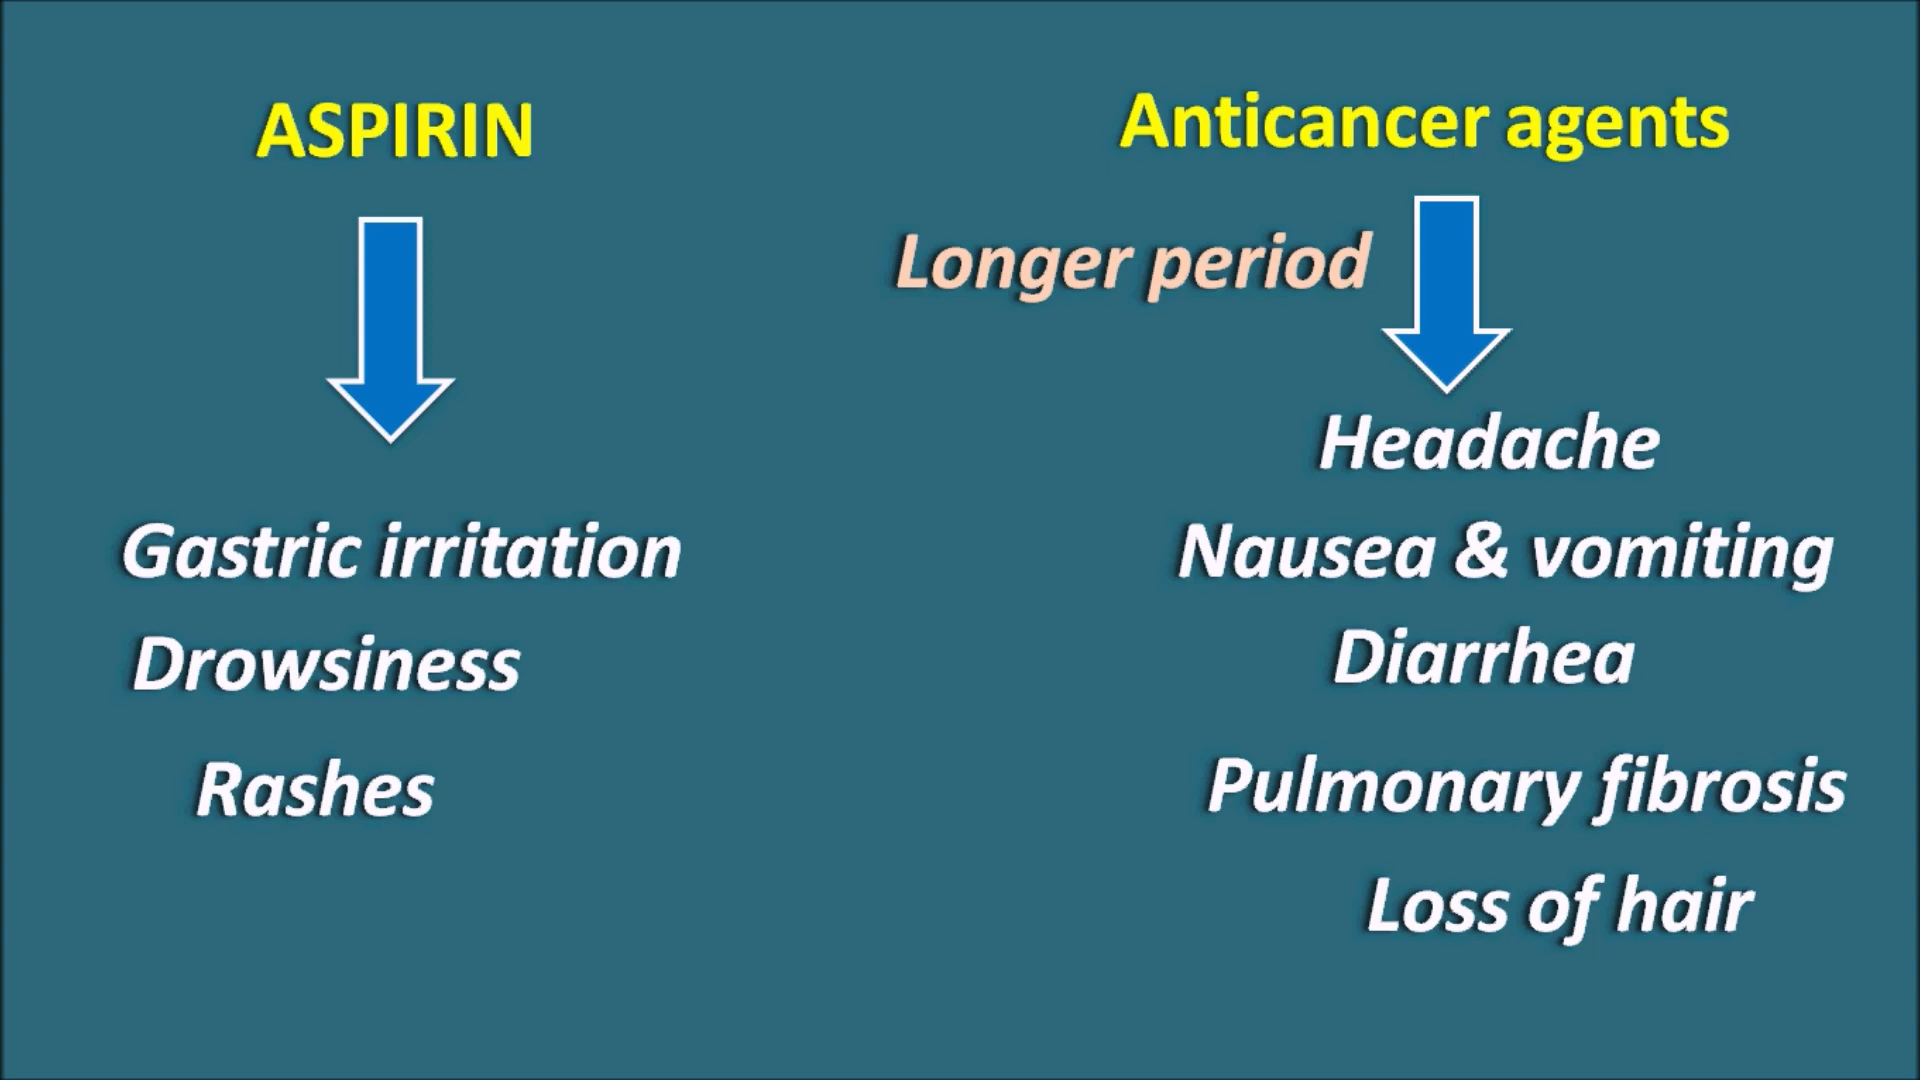 ASPIRIN
Gastric irritation
Drowsiness
Rashes
Anticancer agents
Longer period
Headache
Nausea & vomiting
Diarrhea
Pulmonary fibrosis
Loss of hair